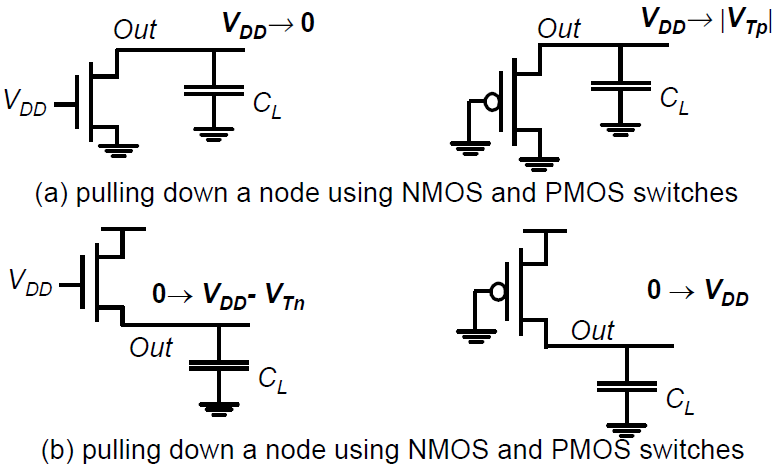 Out V_DD → 0
V_DD
C_L
Out V_DD → |V_Tp|
C_L
(a) pulling down a node using NMOS and PMOS switches
V_DD
0 → V_DD- V_Tn
Out
C_L
0 → V_DD
Out
C_L
(b) pulling down a node using NMOS and PMOS switches